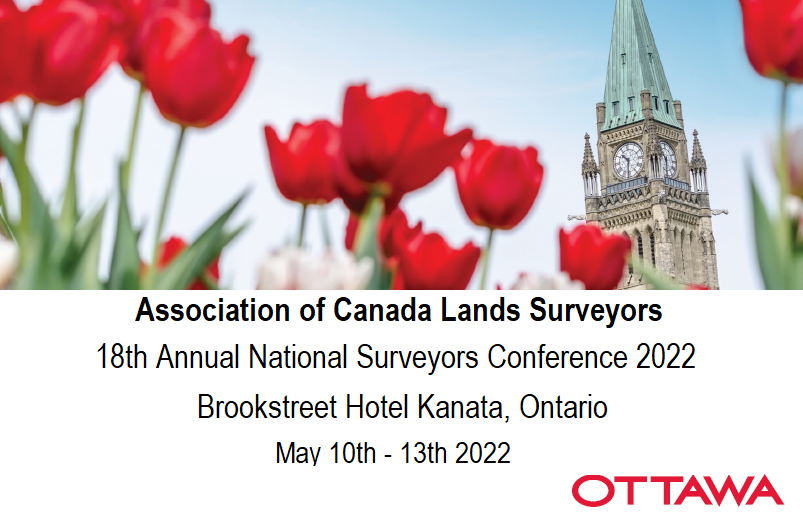 Association of Canada Lands Surveyors
18th Annual National Surveyors Conference 2022
Brookstreet Hotel Kanata, Ontario
May 10th - 13th 2022
OTTAWA